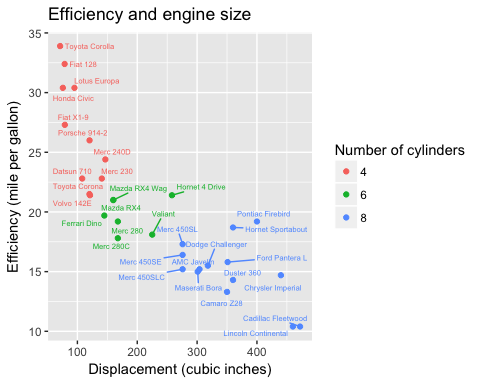 Efficiency and engine size
Efficiency (mile per gallon)
35
30
25
20
15
10
Toyota Corolla
Fiat 128
Lotus Europa
Honda Civic
Fiat X1-9
Porsche 914-2
Merc 240D
Datsun 710
Merc 230
Toyota Corona
Mazda RX4 Wag
Hornet 4 Drive
Volvo 142E
Mazda RX4
Valiant
Pontiac Firebird
Ferrari Dino
Merc 280
Merc 450SL
Hornet Sportabout
Merc 280C
Dodge Challenger
Merc 450SE
AMC Javelin
Ford Pantera L
Merc 450SLC
Duster 360
Maserati Bora
Chrysler Imperial
Camaro Z28
Cadillac Fleetwood
Lincoln Continental
100
200
300
400
Displacement (cubic inches)
Number of cylinders
4
6
8